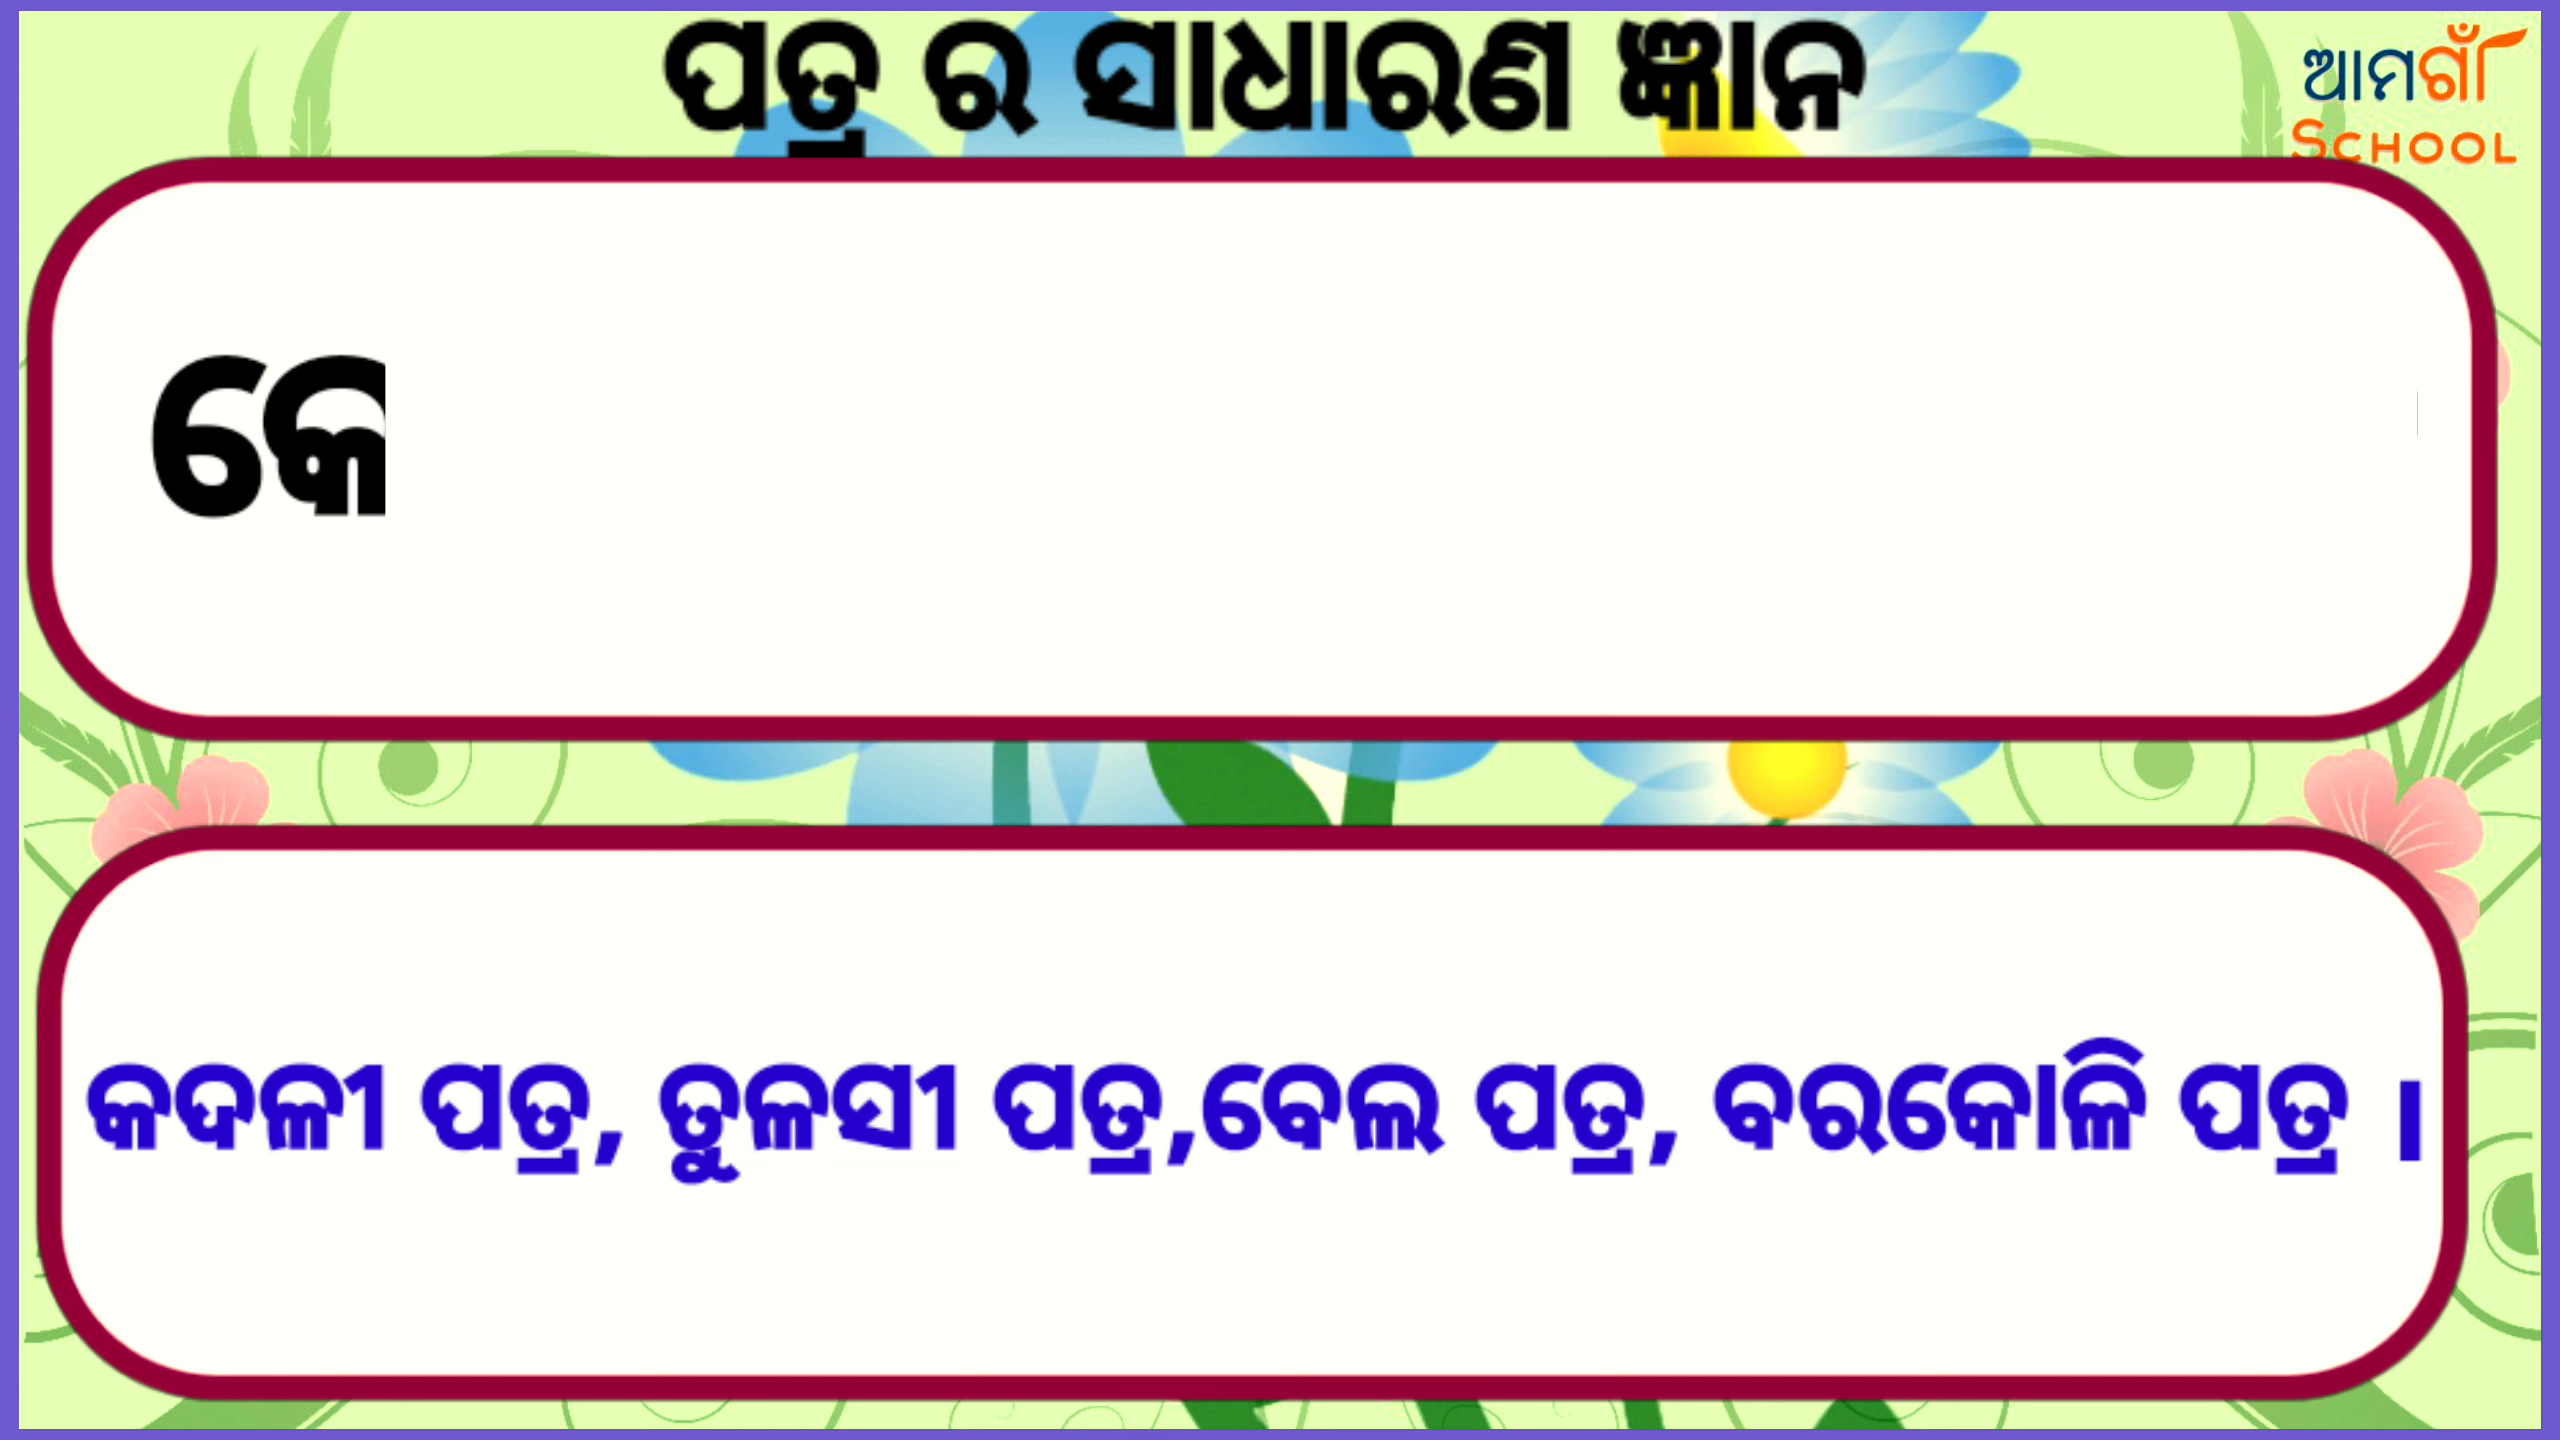 ପତ୍ର ର ସାଧାରଣ ଜ୍ଞାନ
ଆମଗାଁ
SCHOOL
କଦଳୀ ପତ୍ର, ତୁଳସୀ ପତ୍ର,ବେଲ ପତ୍ର, ବରକୋଳି ପତ୍ର ।